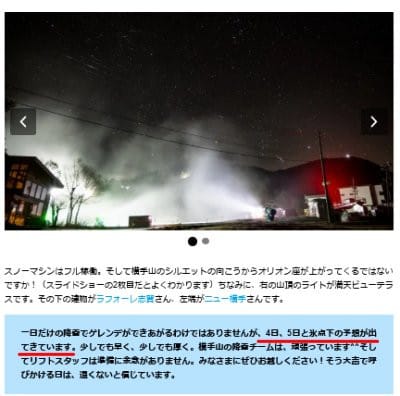 スノーマシンはフル稼働。そして横手山のシルエットの向こうからオリオン座が上がってくるではない
ですか！（スライドショーの2枚目だとよくわかります）ちなみに、右の山頂のライトが満天ビューテラ
スです。その下の建物がラフォーレ志賀さん、左端がニュー横手さんです。
一日だけの降雪でゲレンデができあがるわけではありませんが、4日、5日と氷点下の予想が出
てきています。少しでも早く、少しでも厚く。横手山の降雪チームは、頑張っています^^そし
てリフトスタッフは準備に余念がありません。みなさまにぜひお越しください！そう大声で呼
びかける日は、遠くないと信じています。